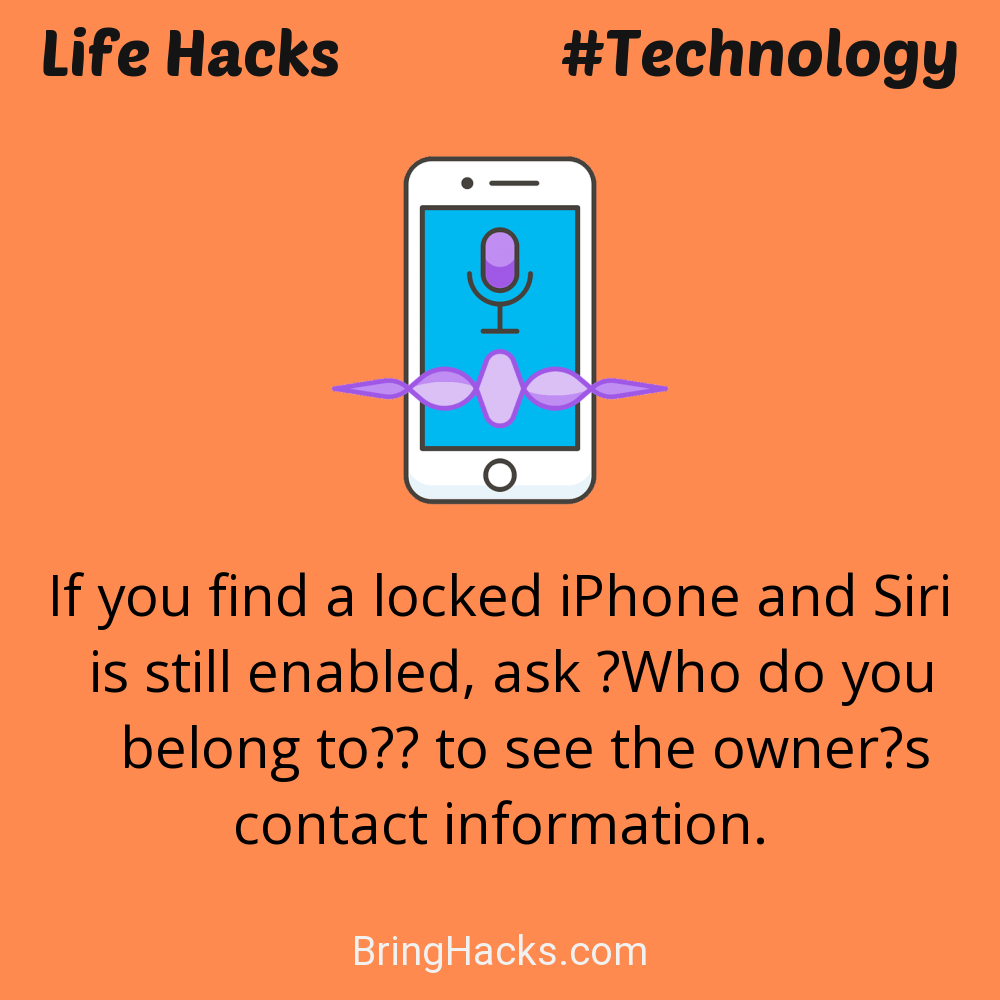 Life Hacks #Technology
If you find a locked iPhone and Siri
is still enabled, ask ?Who do you
belong to?? to see the owner?s
contact information.
BringHacks.com